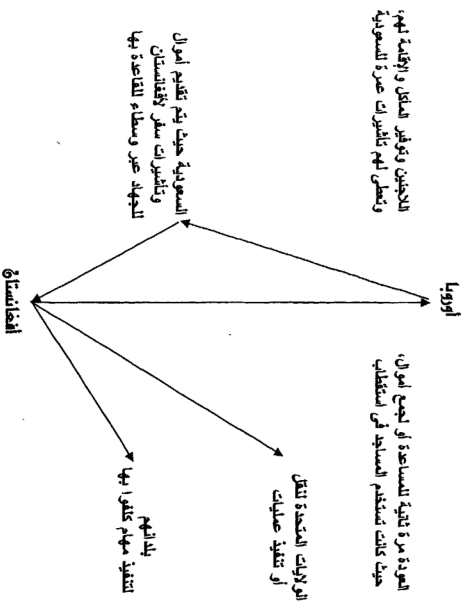 أوروبا
العودة مرة ثانية للمساعدة أو لجمع أموال،
حيث كانت تستخدم المساجد في استقطاب
اللاجئين وتوفير المأكل والإقامة لهم،
وتعطى لهم تأشيرات عمرة للسعودية
الولايات المتحدة لنقل
أو تنفيذ عمليات
السعودية حيث يتم تقديم أموال
وتأشيرات سفر لأفغانستان
للجهاد عبر وسطاء للقاعدة بها
بلدانهم
لتنفيذ مهام كلفوا بها
أفغانستان